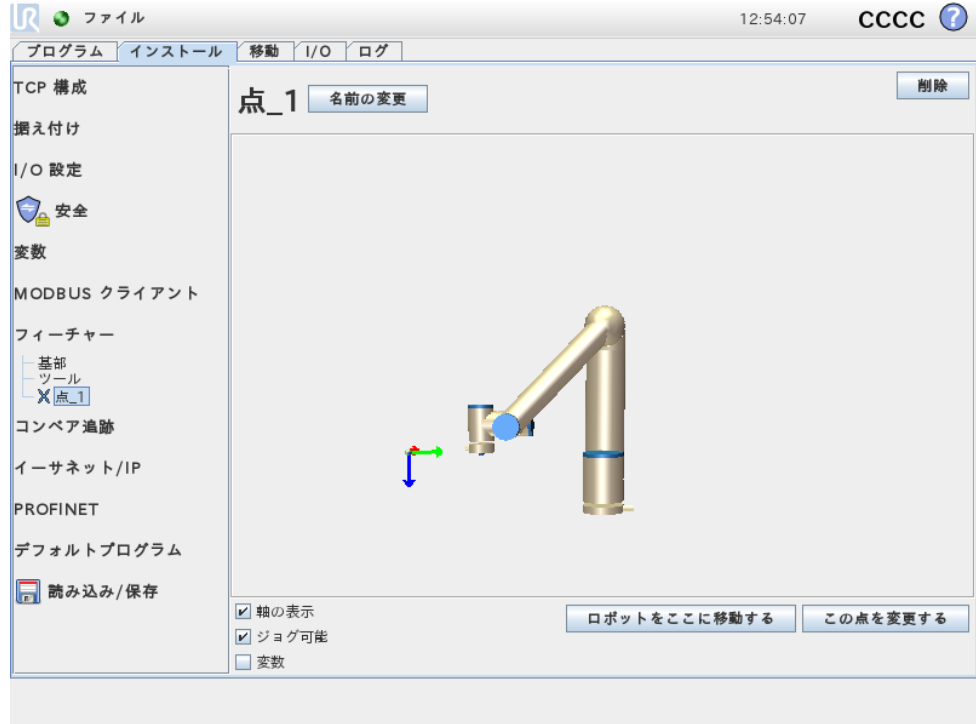 UR ファイル 12:54:07 CCCC ?
プログラム インストール 移動 I/O ログ
TCP 構成
据え付け
I/O 設定
安全
変数
MODBUS クライアント
フィーチャー
基部
ツール
点_1
コンベア追跡
イーサネット/IP
PROFINET
デフォルトプログラム
読み込み/保存
点_1 名前の変更 削除
軸の表示
ジョグ可能
変数
ロボットをここに移動する この点を変更する